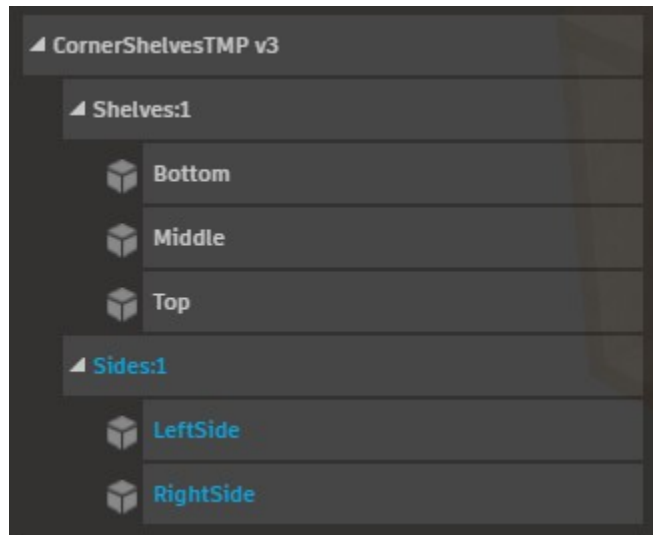 CornerShelvesTMP v3
Shelves:1
Bottom
Middle
Top
Sides:1
LeftSide
RightSide